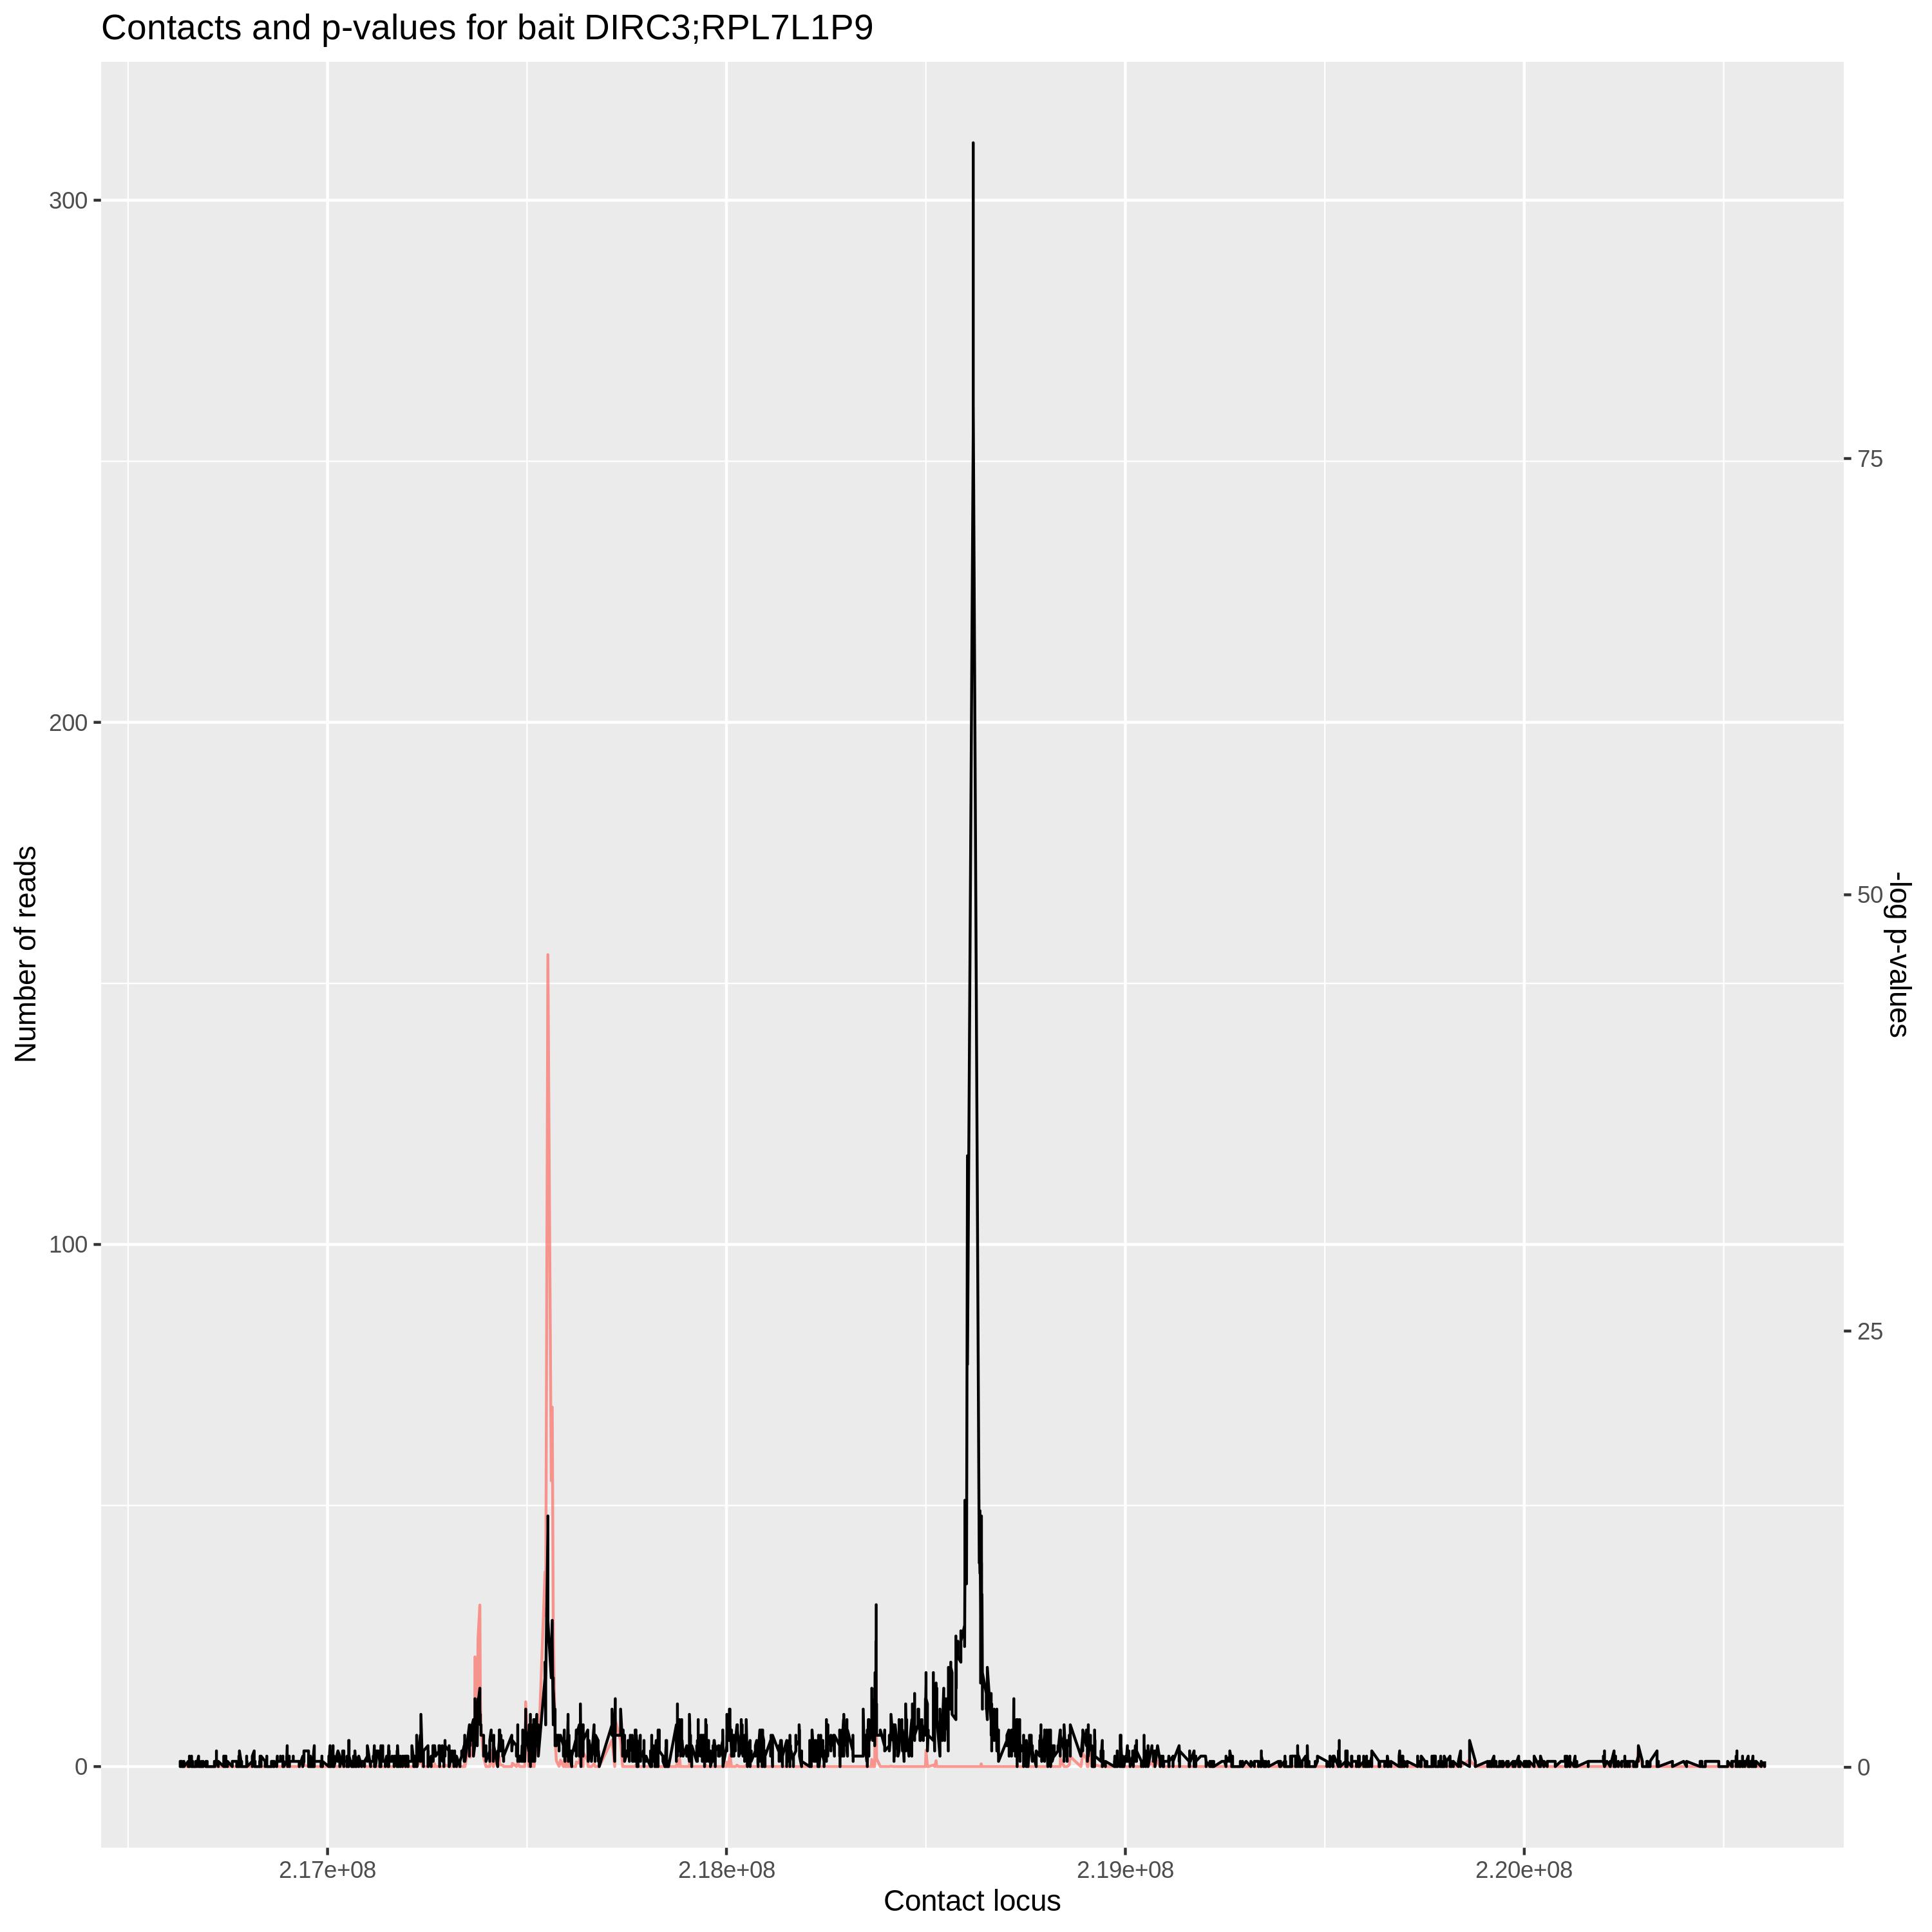 Contacts and p-values for bait DIRC3;RPL7L1P9
300
200
100
0
Number of reads
75
50
25
0
-log p-values
2.17e+08
2.18e+08
2.19e+08
2.20e+08
Contact locus